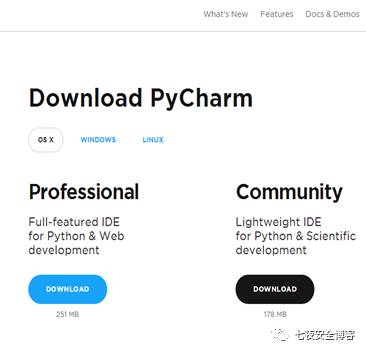 What's New Features Docs & Demos
Download PyCharm
OS X WINDOWS LINUX
Professional
Full-featured IDE
for Python & Web
development
DOWNLOAD
251 MB
Community
Lightweight IDE
for Python & Scientific
development
DOWNLOAD
178 MB
七夜安全博客